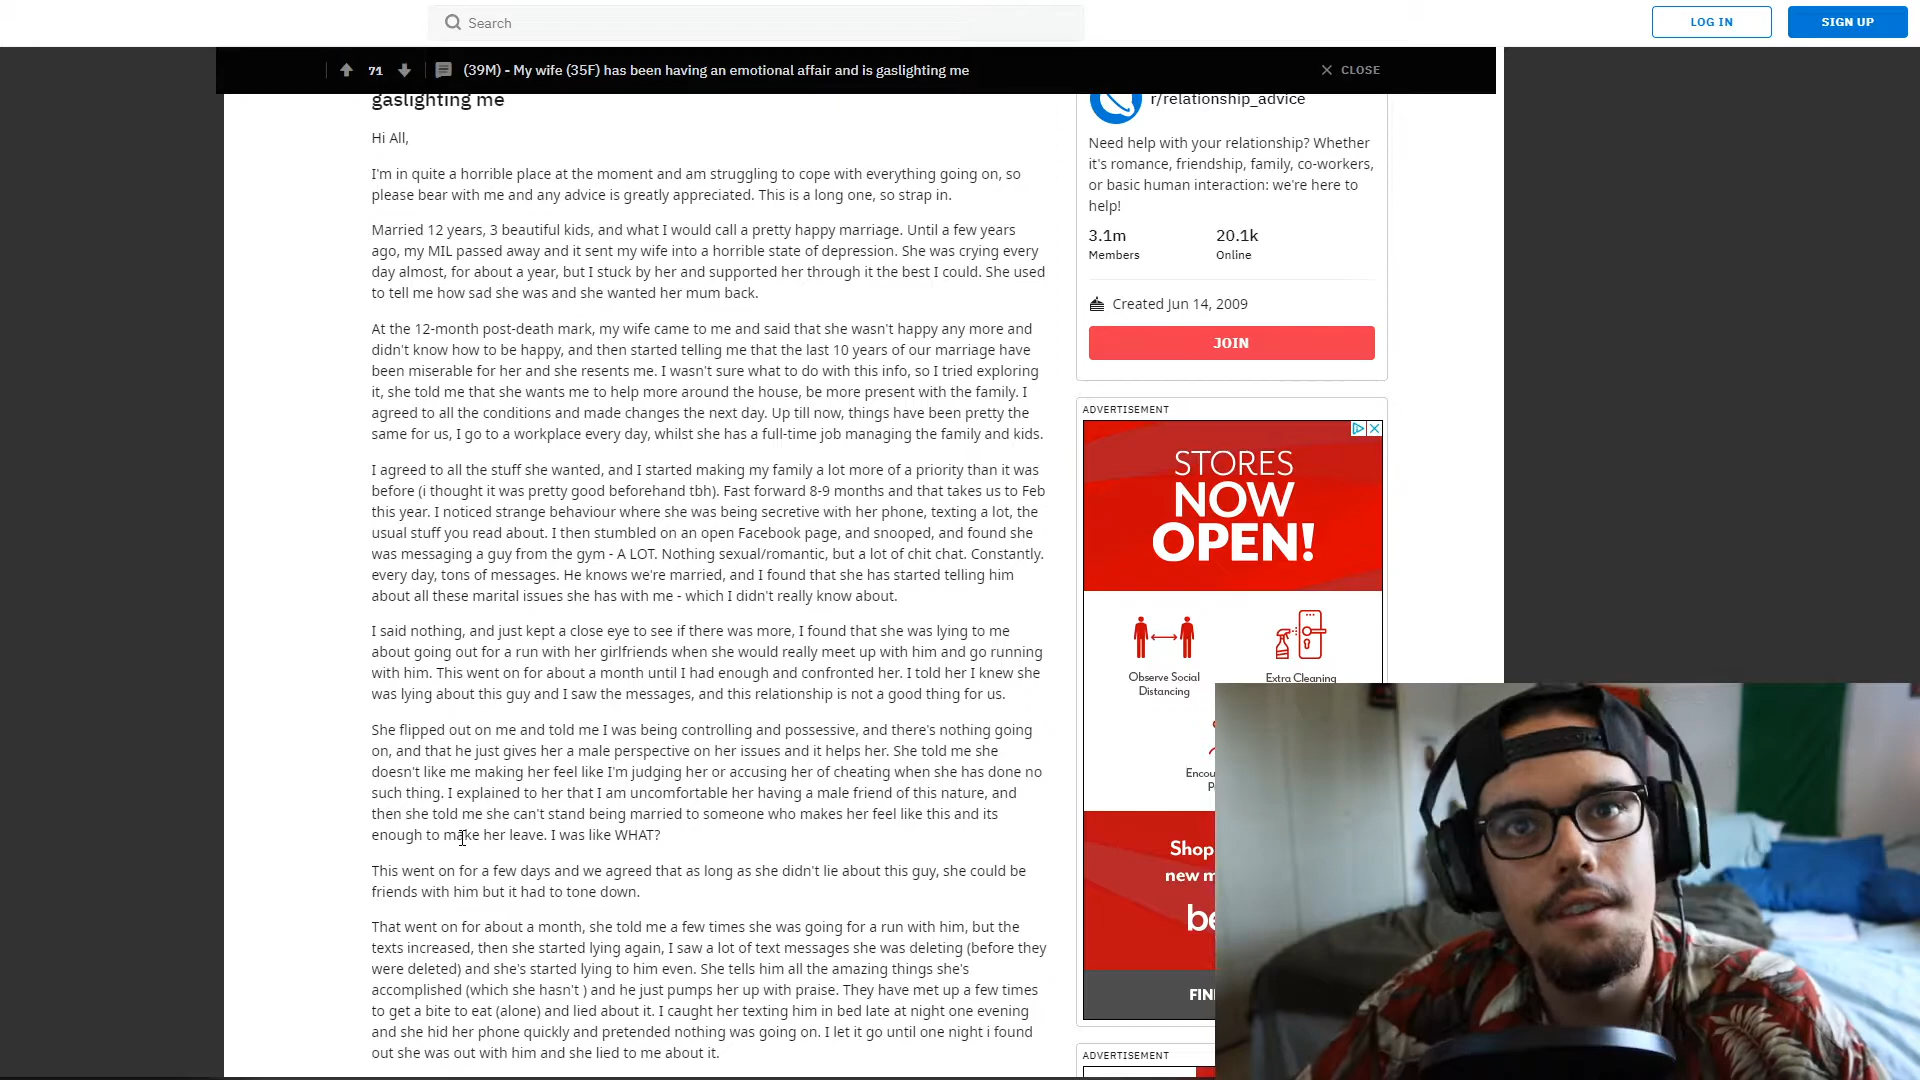 Search
LOG IN
SIGN UP
71
(39M) - My wife (35F) has been having an emotional affair and is gaslighting me
CLOSE
gaslighting me
Hi All,
I'm in quite a horrible place at the moment and am struggling to cope with everything going on, so
please bear with me and any advice is greatly appreciated. This is a long one, so strap in.
Married 12 years, 3 beautiful kids, and what I would call a pretty happy marriage. Until a few years
ago, my MIL passed away and it sent my wife into a horrible state of depression. She was crying every
day almost, for about a year, but I stuck by her and supported her through it the best I could. She used
to tell me how sad she was and she wanted her mum back.
At the 12-month post-death mark, my wife came to me and said that she wasn't happy any more and
didn't know how to be happy, and then started telling me that the last 10 years of our marriage have
been miserable for her and she resents me. I wasn't sure what to do with this info, so I tried exploring
it, she told me that she wants me to help more around the house, be more present with the family. I
agreed to all the conditions and made changes the next day. Up till now, things have been pretty the
same for us, I go to a workplace every day, whilst she has a full-time job managing the family and kids.
I agreed to all the stuff she wanted, and I started making my family a lot more of a priority than it was
before (i thought it was pretty good beforehand tbh). Fast forward 8-9 months and that takes us to Feb
this year. I noticed strange behaviour where she was being secretive with her phone, texting a lot, the
usual stuff you read about. I then stumbled on an open Facebook page, and snooped, and found she
was messaging a guy from the gym - A LOT. Nothing sexual/romantic, but a lot of chit chat. Constantly.
every day, tons of messages. He knows we're married, and I found that she has started telling him
about all these marital issues she has with me - which I didn't really know about.
I said nothing, and just kept a close eye to see if there was more, I found that she was lying to me
about going out for a run with her girlfriends when she would really meet up with him and go running
with him. This went on for about a month until I had enough and confronted her. I told her I knew she
was lying about this guy and I saw the messages, and this relationship is not a good thing for us.
She flipped out on me and told me I was being controlling and possessive, and there's nothing going
on, and that he just gives her a male perspective on her issues and it helps her. She told me she
doesn't like me making her feel like I'm judging her or accusing her of cheating when she has done no
such thing. I explained to her that I am uncomfortable her having a male friend of this nature, and
then she told me she can't stand being married to someone who makes her feel like this and its
enough to make her leave. I was like WHAT?
This went on for a few days and we agreed that as long as she didn't lie about this guy, she could be
friends with him but it had to tone down.
That went on for about a month, she told me a few times she was going for a run with him, but the
texts increased, then she started lying again, I saw a lot of text messages she was deleting (before they
were deleted) and she's started lying to him even. She tells him all the amazing things she's
accomplished (which she hasn't ) and he just pumps her up with praise. They have met up a few times
to get a bite to eat (alone) and lied about it. I caught her texting him in bed late at night one evening
and she hid her phone quickly and pretended nothing was going on. I let it go until one night i found
out she was out with him and she lied to me about it.
r/relationship_advice
Need help with your relationship? Whether
it's romance, friendship, family, co-workers,
or basic human interaction: we're here to
help!
3.1m
20.1k
Members
Online
Created Jun 14, 2009
JOIN
ADVERTISEMENT
STORES
NOW
OPEN!
Observe Social
Distancing
Extra Cleaning
Shop
new m
be
FIN
ADVERTISEMENT